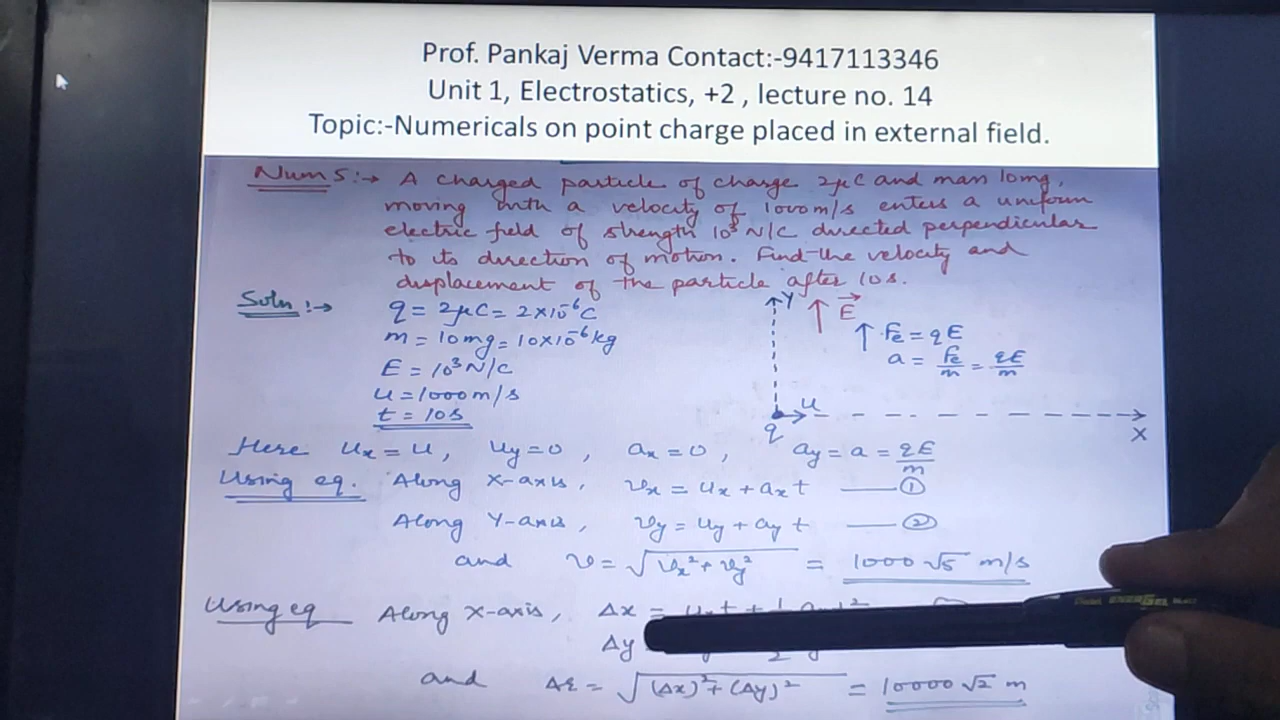 Prof. Pankaj Verma Contact:-9417113346
Unit 1, Electrostatics, +2 , lecture no. 14
Topic:-Numericals on point charge placed in external field.
Num 5:→ A charged particle of charge 2μC and mass 10mg,
moving with a velocity of 1000m/s enters a uniform
electric field of strength 10³ N/C directed perpendicular
to its direction of motion. Find the velocity and
displacement of the particle after 10s.
Soln:→ q = 2μC = 2×10⁻⁶C
m = 10mg = 10×10⁻⁶kg
E = 10³N/C
u = 1000m/s
t = 10s
Y E⃗
Fe = qE
a = Fe/m = qE/m
u
q X
Here ux = u, uy = 0, ax = 0, ay = a = qE/m
Using eq. Along X-axis, vx = ux + ax t —— ①
Along Y-axis, vy = uy + ay t —— ②
and v = √(vx² + vy²) = 1000√5 m/s
Using eq Along X-axis, Δx = ux t + ½
Δy
and Δr = √((Δx)² + (Δy)²) = 10000√2 m